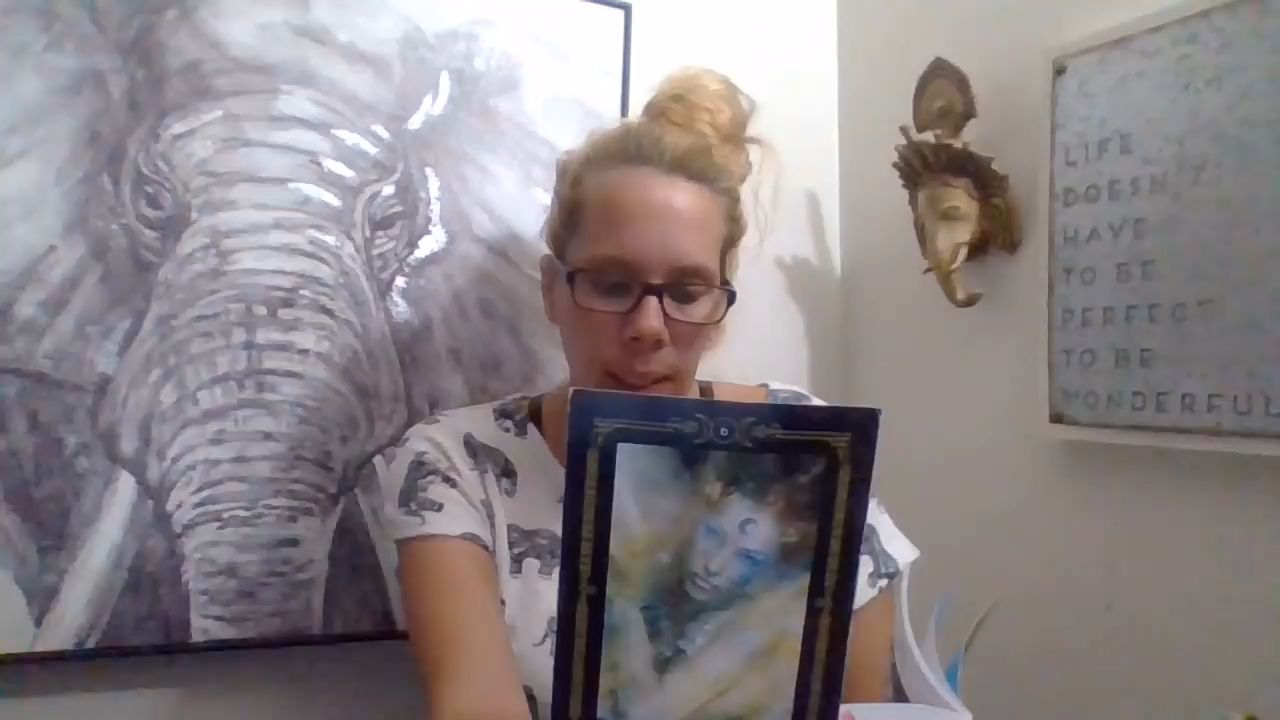 LIFE
DOESN'T
HAVE
TO BE
PERFECT
TO BE
WONDERFUL